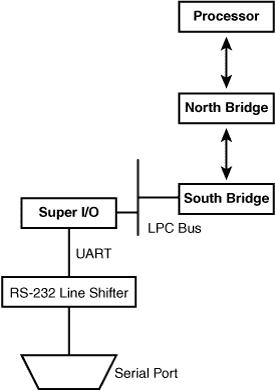 Processor
North Bridge
South Bridge
Super I/O
LPC Bus
UART
RS-232 Line Shifter
Serial Port